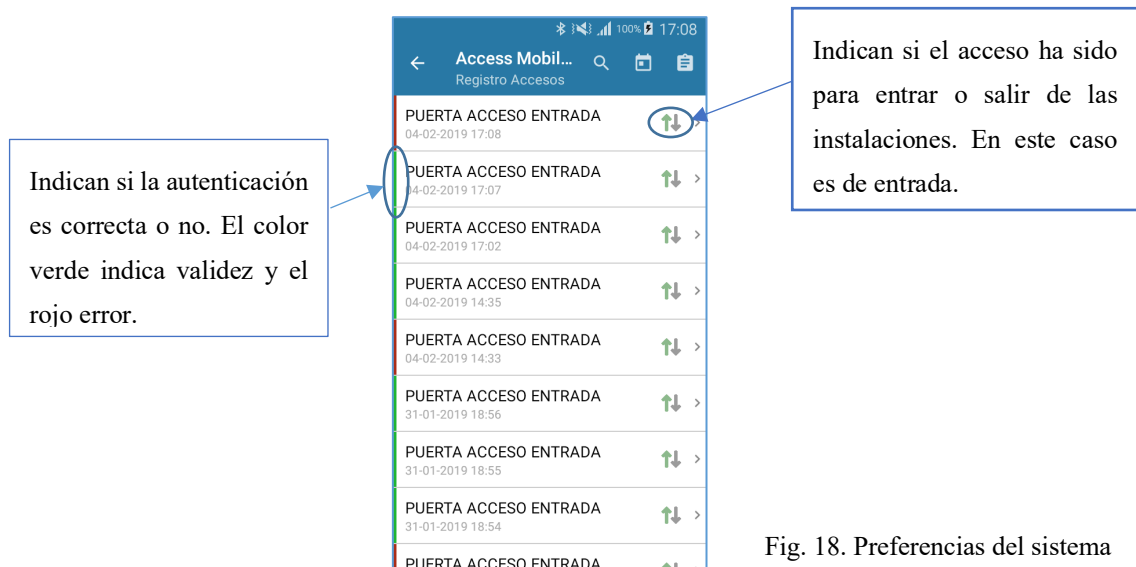 100% 17:08
Access Mobil...
Registro Accesos
PUERTA ACCESO ENTRADA
04-02-2019 17:08
PUERTA ACCESO ENTRADA
04-02-2019 17:07
PUERTA ACCESO ENTRADA
04-02-2019 17:02
PUERTA ACCESO ENTRADA
04-02-2019 14:35
PUERTA ACCESO ENTRADA
04-02-2019 14:33
PUERTA ACCESO ENTRADA
31-01-2019 18:56
PUERTA ACCESO ENTRADA
31-01-2019 18:55
PUERTA ACCESO ENTRADA
31-01-2019 18:54
PUERTA ACCESO ENTRADA
Indican si la autenticación
es correcta o no. El color
verde indica validez y el
rojo error.
Indican si el acceso ha sido
para entrar o salir de las
instalaciones. En este caso
es de entrada.
Fig. 18. Preferencias del sistema